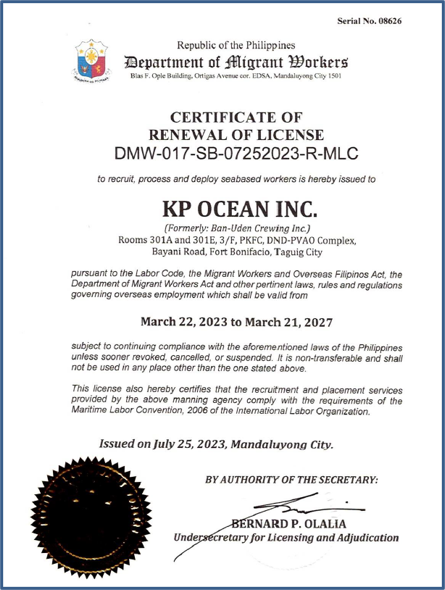 Serial No. 08626
Republic of the Philippines
Department of Migrant Workers
Blas F. Ople Building, Ortigas Avenue cor. EDSA, Mandaluyong City 1501
CERTIFICATE OF
RENEWAL OF LICENSE
DMW-017-SB-07252023-R-MLC
to recruit, process and deploy seabased workers is hereby issued to
KP OCEAN INC.
(Formerly: Ban-Uden Crewing Inc.)
Rooms 301A and 301E, 3/F, PKFC, DND-PVAO Complex,
Bayani Road, Fort Bonifacio, Taguig City
pursuant to the Labor Code, the Migrant Workers and Overseas Filipinos Act, the
Department of Migrant Workers Act and other pertinent laws, rules and regulations
governing overseas employment which shall be valid from
March 22, 2023 to March 21, 2027
subject to continuing compliance with the aforementioned laws of the Philippines
unless sooner revoked, cancelled, or suspended. It is non-transferable and shall
not be used in any place other than the one stated above.
This license also hereby certifies that the recruitment and placement services
provided by the above manning agency comply with the requirements of the
Maritime Labor Convention, 2006 of the International Labor Organization.
Issued on July 25, 2023, Mandaluyong City.
BY AUTHORITY OF THE SECRETARY:
BERNARD P. OLALIA
Undersecretary for Licensing and Adjudication